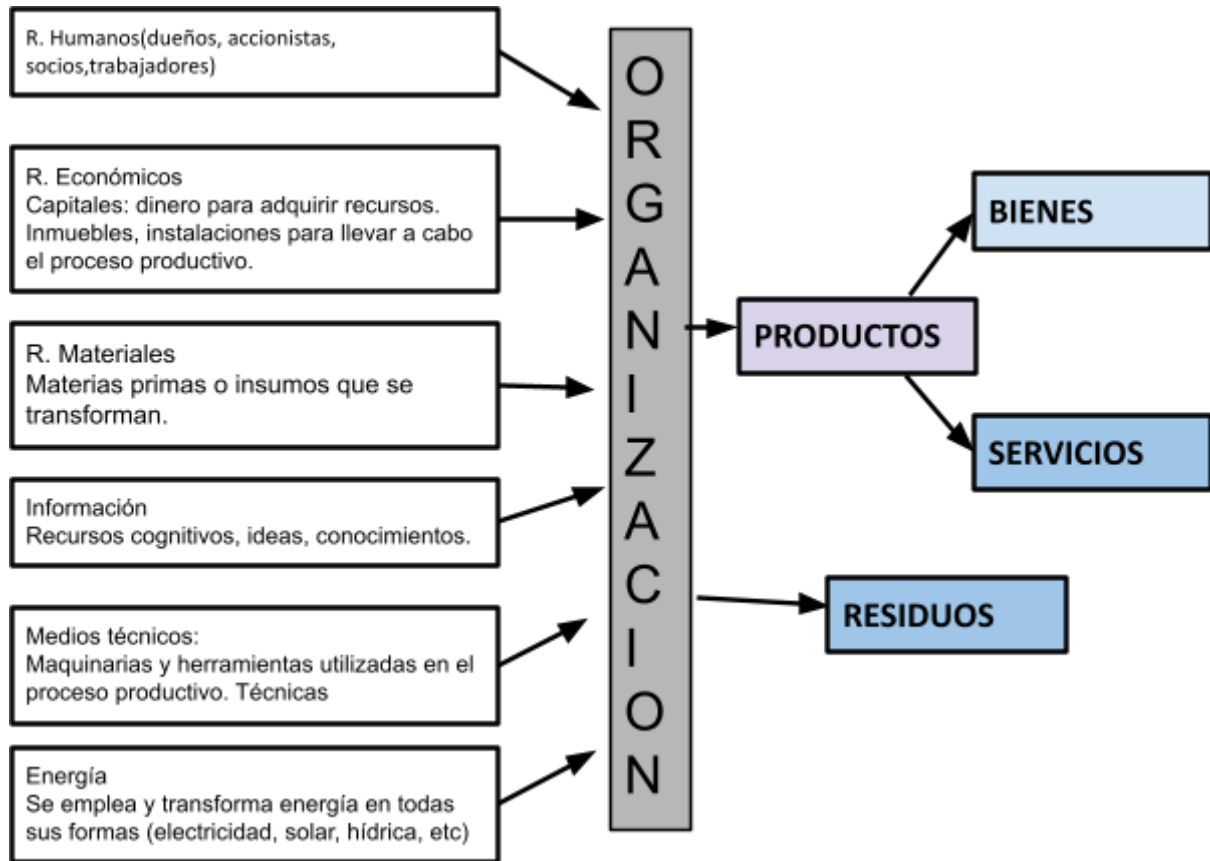 R. Humanos(dueños, accionistas,
socios,trabajadores)
R. Económicos
Capitales: dinero para adquirir recursos.
Inmuebles, instalaciones para llevar a cabo
el proceso productivo.
R. Materiales
Materias primas o insumos que se
transforman.
Información
Recursos cognitivos, ideas, conocimientos.
Medios técnicos:
Maquinarias y herramientas utilizadas en el
proceso productivo. Técnicas
Energía
Se emplea y transforma energía en todas
sus formas (electricidad, solar, hídrica, etc)
O
R
G
A
N
I
Z
A
C
I
O
N
PRODUCTOS
BIENES
SERVICIOS
RESIDUOS